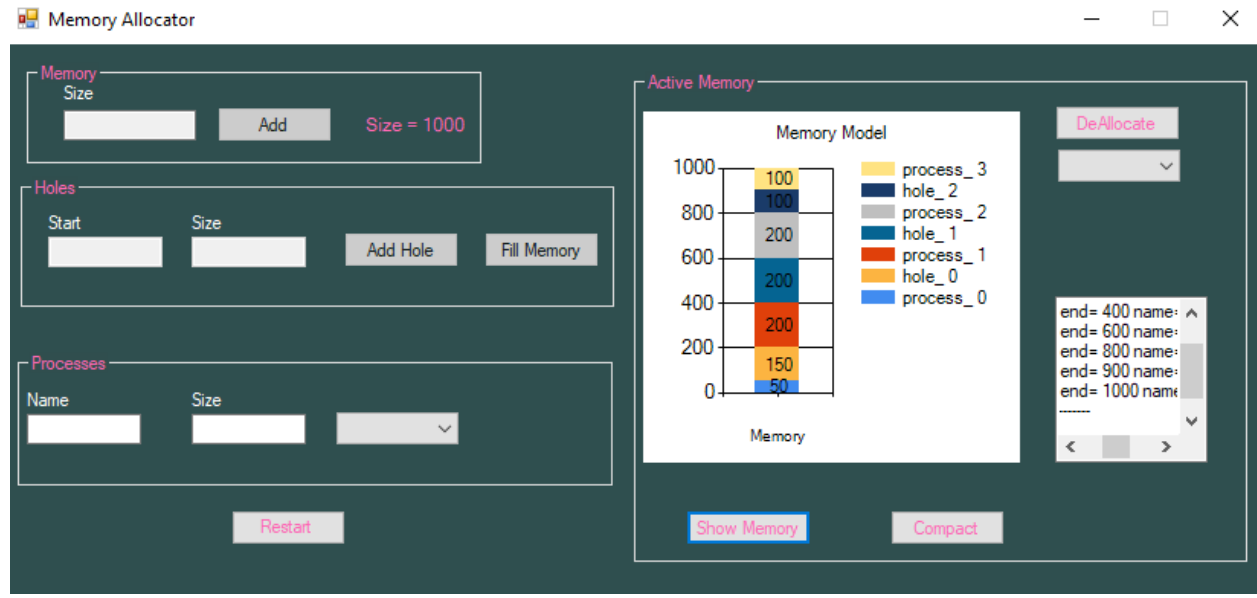 Memory Allocator
Memory
Size
Add
Size = 1000
Holes
Start
Size
Add Hole
Fill Memory
Processes
Name
Size
Restart
Active Memory
Memory Model
1000
800
600
400
200
0
100
100
200
200
200
150
50
Memory
process_ 3
hole_ 2
process_ 2
hole_ 1
process_ 1
hole_ 0
process_ 0
DeAllocate
end= 400 name=
end= 600 name=
end= 800 name=
end= 900 name=
end= 1000 name
-------
Show Memory
Compact